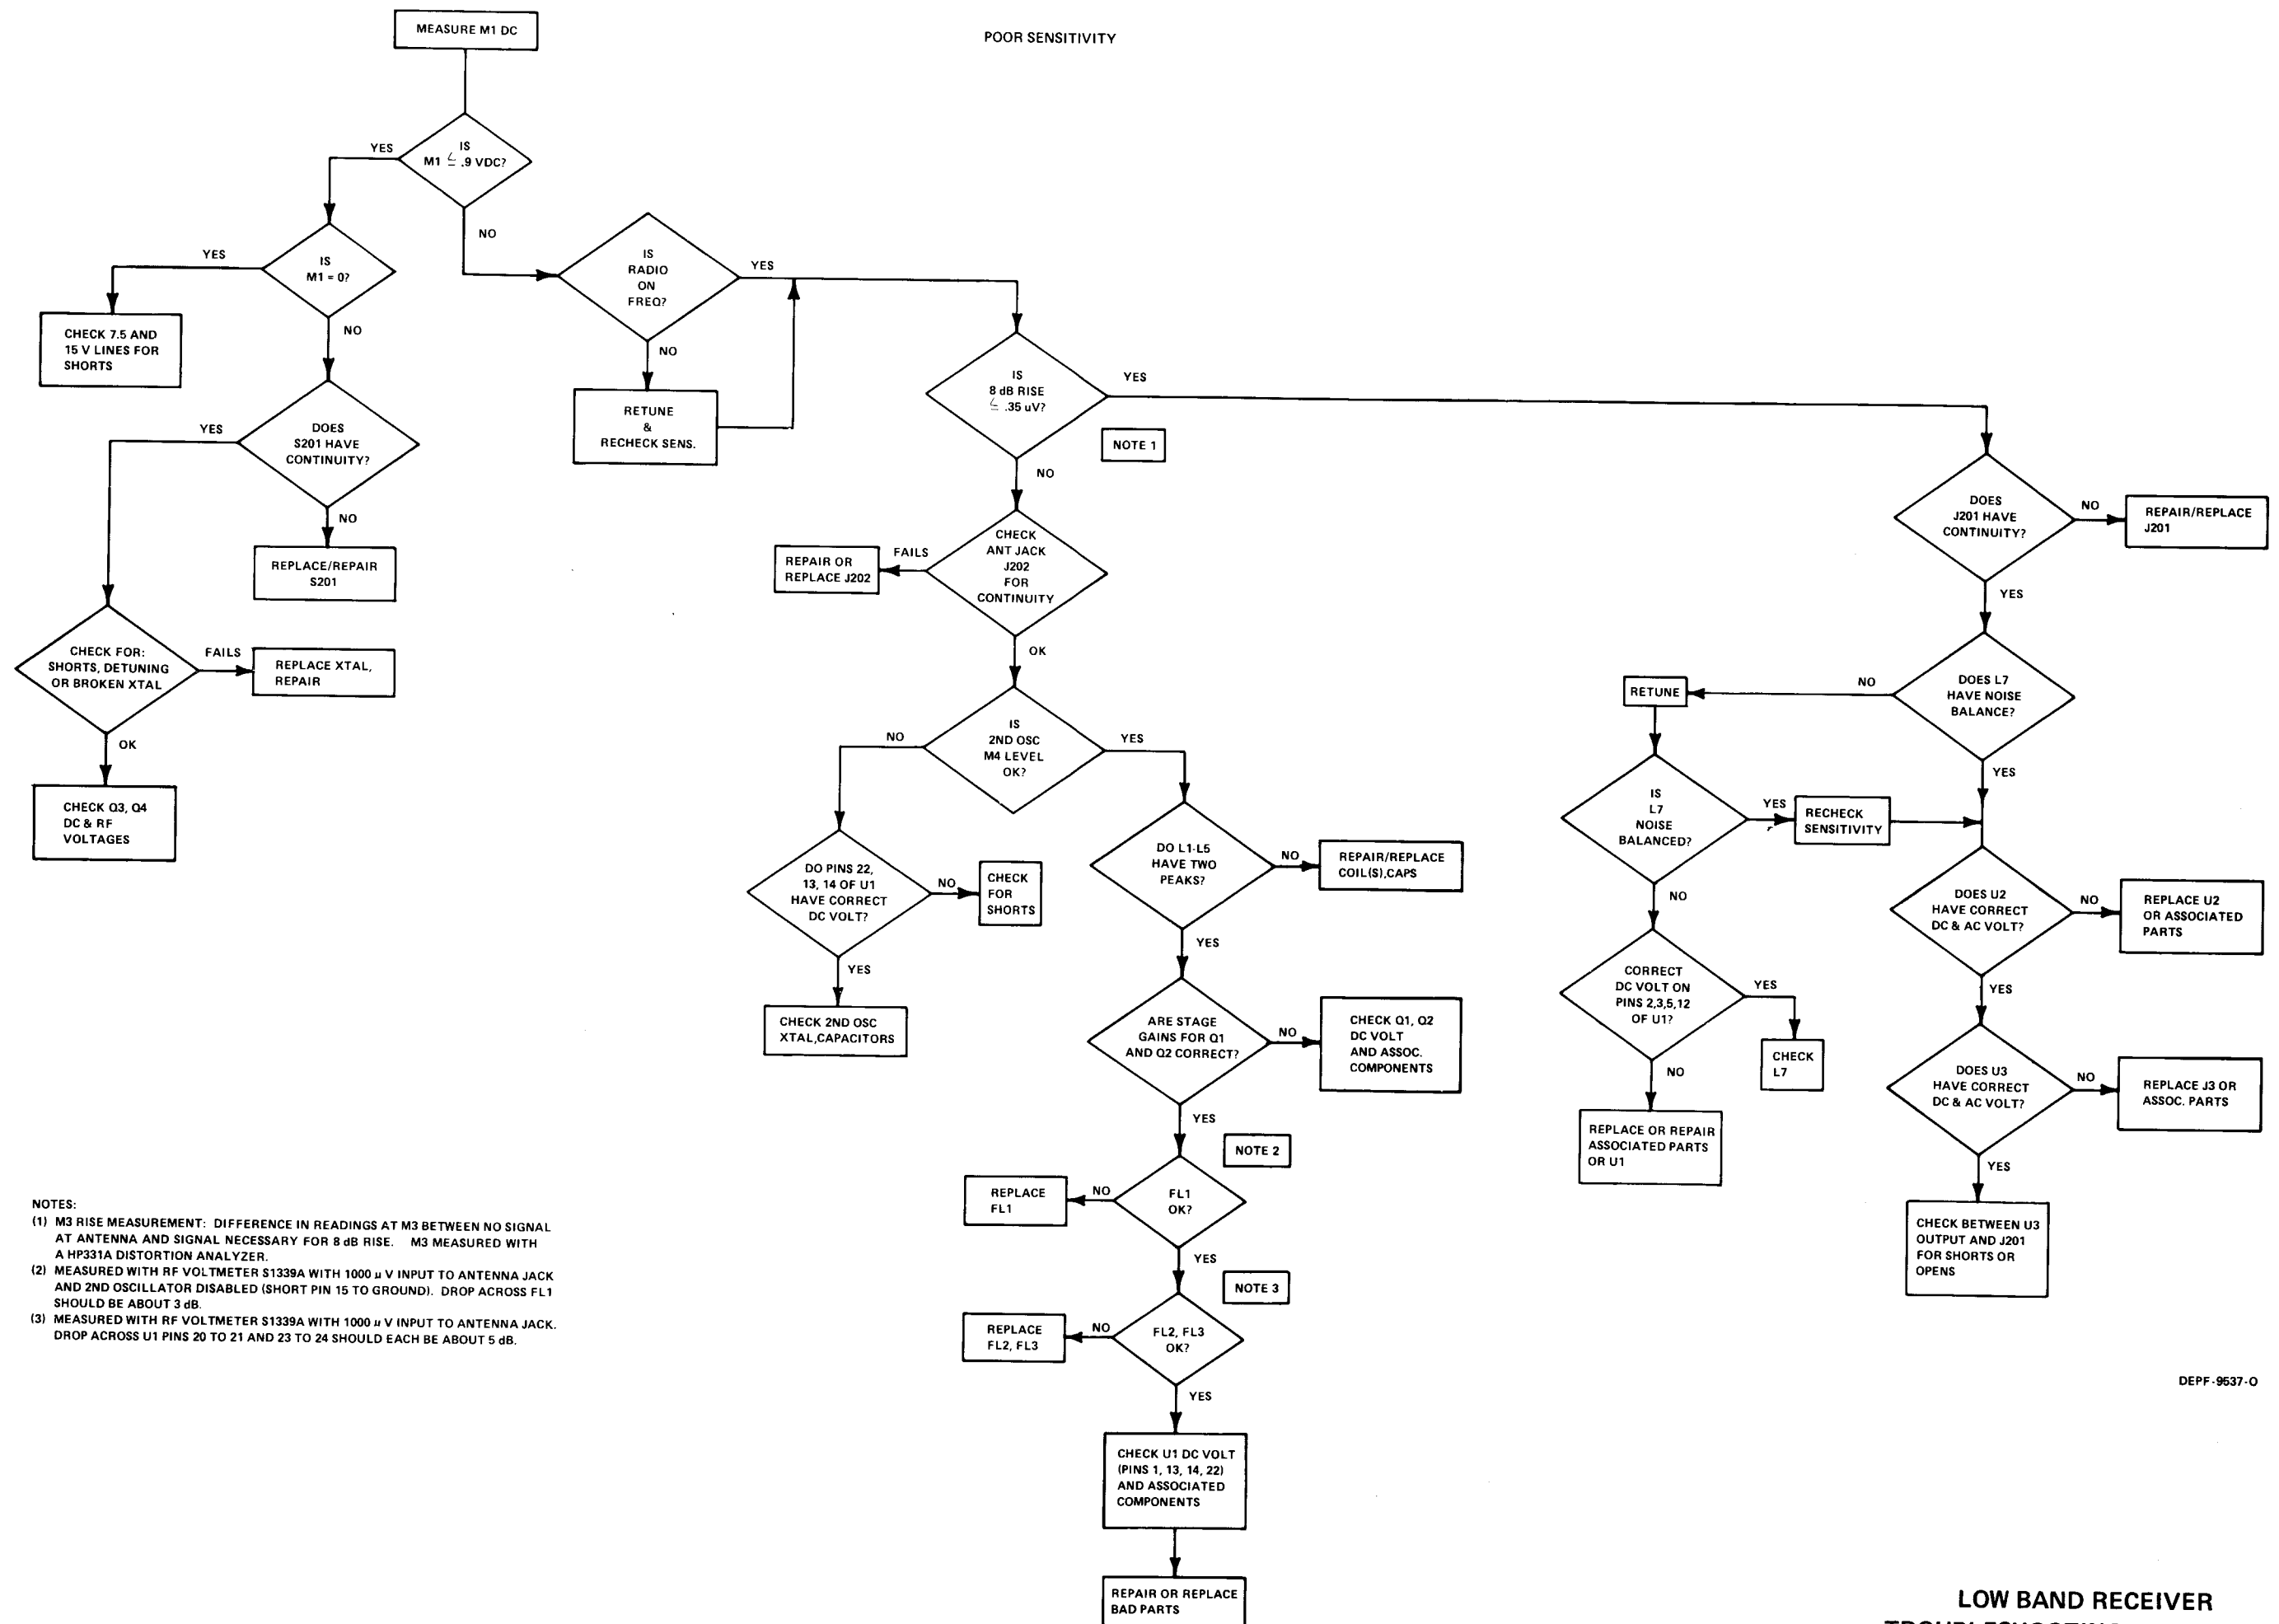 POOR SENSITIVITY
MEASURE M1 DC
IS
M1 ≤ .9 VDC?
YES
NO
IS
M1 = 0?
YES
NO
CHECK 7.5 AND
15 V LINES FOR
SHORTS
DOES
S201 HAVE
CONTINUITY?
YES
NO
REPLACE/REPAIR
S201
CHECK FOR:
SHORTS, DETUNING
OR BROKEN XTAL
FAILS
REPLACE XTAL,
REPAIR
OK
CHECK Q3, Q4
DC & RF
VOLTAGES
IS
RADIO
ON
FREQ?
YES
NO
RETUNE
&
RECHECK SENS.
IS
8 dB RISE
≤ .35 uV?
YES
NOTE 1
NO
CHECK
ANT JACK
J202
FOR
CONTINUITY
FAILS
REPAIR OR
REPLACE J202
OK
IS
2ND OSC
M4 LEVEL
OK?
NO
YES
DO PINS 22,
13, 14 OF U1
HAVE CORRECT
DC VOLT?
NO
CHECK
FOR
SHORTS
YES
CHECK 2ND OSC
XTAL,CAPACITORS
DO L1-L5
HAVE TWO
PEAKS?
NO
REPAIR/REPLACE
COIL(S),CAPS
YES
ARE STAGE
GAINS FOR Q1
AND Q2 CORRECT?
NO
CHECK Q1, Q2
DC VOLT
AND ASSOC.
COMPONENTS
YES
NOTE 2
FL1
OK?
NO
REPLACE
FL1
YES
NOTE 3
FL2, FL3
OK?
NO
REPLACE
FL2, FL3
YES
CHECK U1 DC VOLT
(PINS 1, 13, 14, 22)
AND ASSOCIATED
COMPONENTS
REPAIR OR REPLACE
BAD PARTS
DOES
J201 HAVE
CONTINUITY?
NO
REPAIR/REPLACE
J201
YES
DOES L7
HAVE NOISE
BALANCE?
NO
RETUNE
YES
IS
L7
NOISE
BALANCED?
YES
RECHECK
SENSITIVITY
NO
CORRECT
DC VOLT ON
PINS 2,3,5,12
OF U1?
YES
CHECK
L7
NO
REPLACE OR REPAIR
ASSOCIATED PARTS
OR U1
DOES U2
HAVE CORRECT
DC & AC VOLT?
NO
REPLACE U2
OR ASSOCIATED
PARTS
YES
DOES U3
HAVE CORRECT
DC & AC VOLT?
NO
REPLACE J3 OR
ASSOC. PARTS
YES
CHECK BETWEEN U3
OUTPUT AND J201
FOR SHORTS OR
OPENS
NOTES:
(1) M3 RISE MEASUREMENT: DIFFERENCE IN READINGS AT M3 BETWEEN NO SIGNAL
AT ANTENNA AND SIGNAL NECESSARY FOR 8 dB RISE. M3 MEASURED WITH
A HP331A DISTORTION ANALYZER.
(2) MEASURED WITH RF VOLTMETER S1339A WITH 1000 μ V INPUT TO ANTENNA JACK
AND 2ND OSCILLATOR DISABLED (SHORT PIN 15 TO GROUND). DROP ACROSS FL1
SHOULD BE ABOUT 3 dB.
(3) MEASURED WITH RF VOLTMETER S1339A WITH 1000 μ V INPUT TO ANTENNA JACK.
DROP ACROSS U1 PINS 20 TO 21 AND 23 TO 24 SHOULD EACH BE ABOUT 5 dB.
DEPF-9537-O
LOW BAND RECEIVER